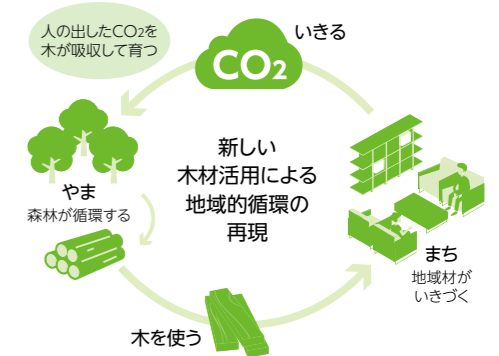 人の出したCO2を
木が吸収して育つ
いきる
CO2
新しい
木材活用による
地域的循環の
再現
やま
森林が循環する
まち
地域材が
いきづく
木を使う